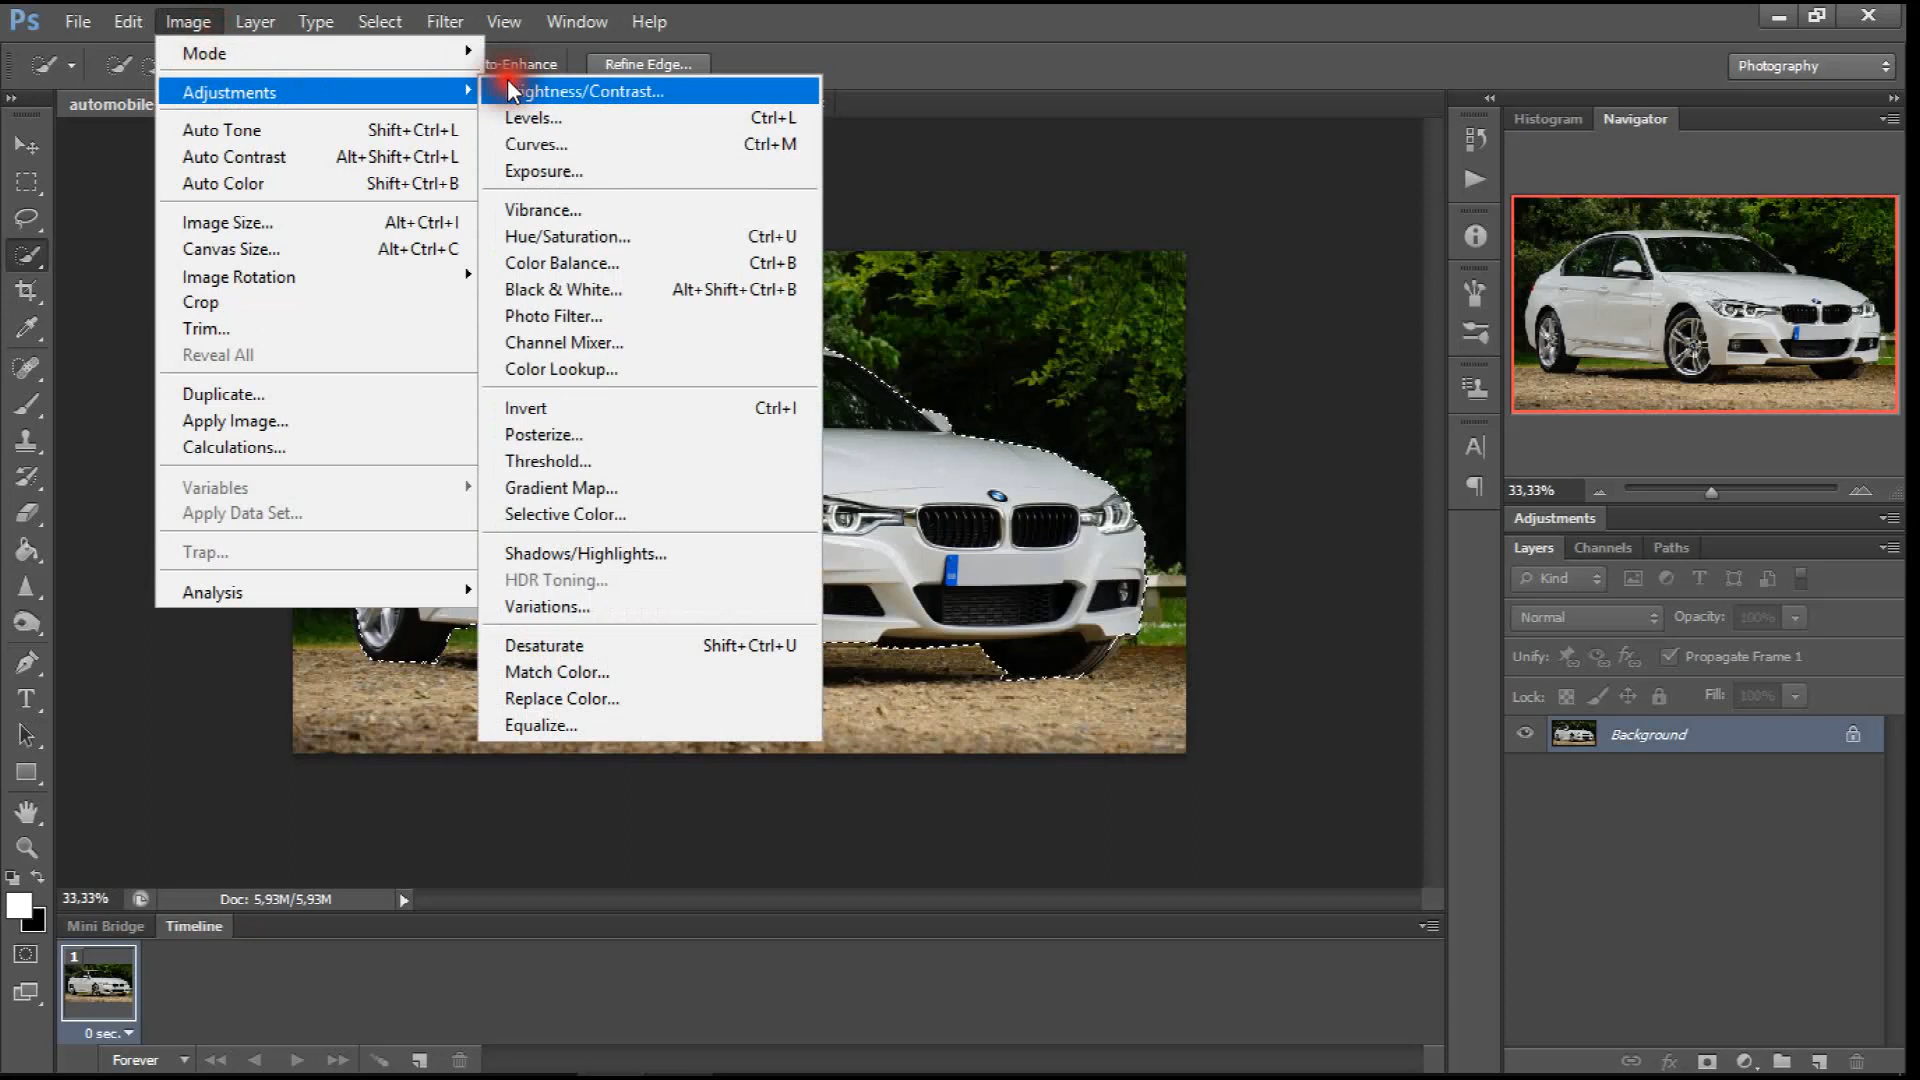 Ps File Edit Image Layer Type Select Filter View Window Help
to-Enhance Refine Edge... Photography
automobile
Mode
Adjustments
Auto Tone Shift+Ctrl+L
Auto Contrast Alt+Shift+Ctrl+L
Auto Color Shift+Ctrl+B
Image Size... Alt+Ctrl+I
Canvas Size... Alt+Ctrl+C
Image Rotation
Crop
Trim...
Reveal All
Duplicate...
Apply Image...
Calculations...
Variables
Apply Data Set...
Trap...
Analysis
ightness/Contrast...
Levels... Ctrl+L
Curves... Ctrl+M
Exposure...
Vibrance...
Hue/Saturation... Ctrl+U
Color Balance... Ctrl+B
Black & White... Alt+Shift+Ctrl+B
Photo Filter...
Channel Mixer...
Color Lookup...
Invert Ctrl+I
Posterize...
Threshold...
Gradient Map...
Selective Color...
Shadows/Highlights...
HDR Toning...
Variations...
Desaturate Shift+Ctrl+U
Match Color...
Replace Color...
Equalize...
Histogram Navigator
33,33%
Adjustments
Layers Channels Paths
Kind
Normal Opacity: 100%
Unify: Propagate Frame 1
Lock: Fill: 100%
Background
33,33% Doc: 5,93M/5,93M
Mini Bridge Timeline
1
0 sec.
Forever